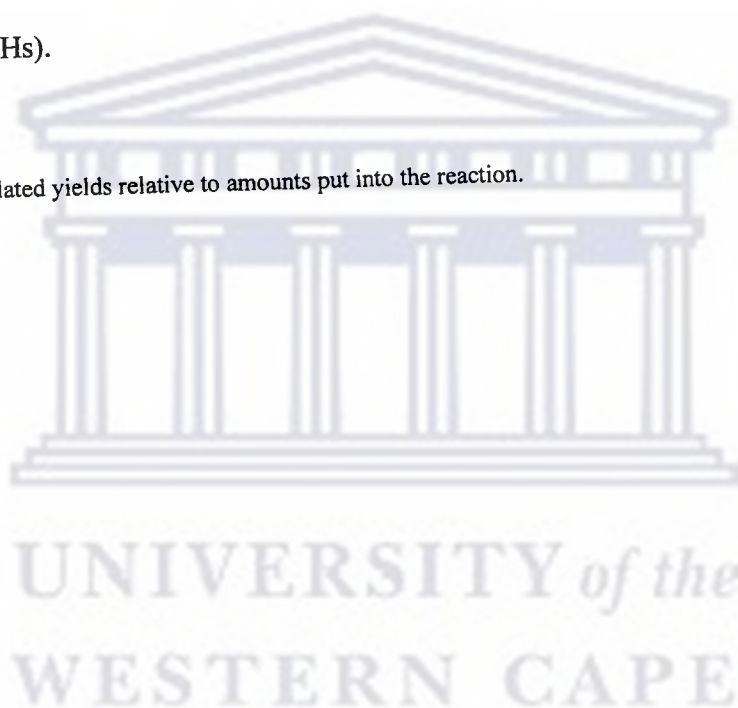 Hs).
lated yields relative to amounts put into the reaction.
UNIVERSITY of the
WESTERN CAPE